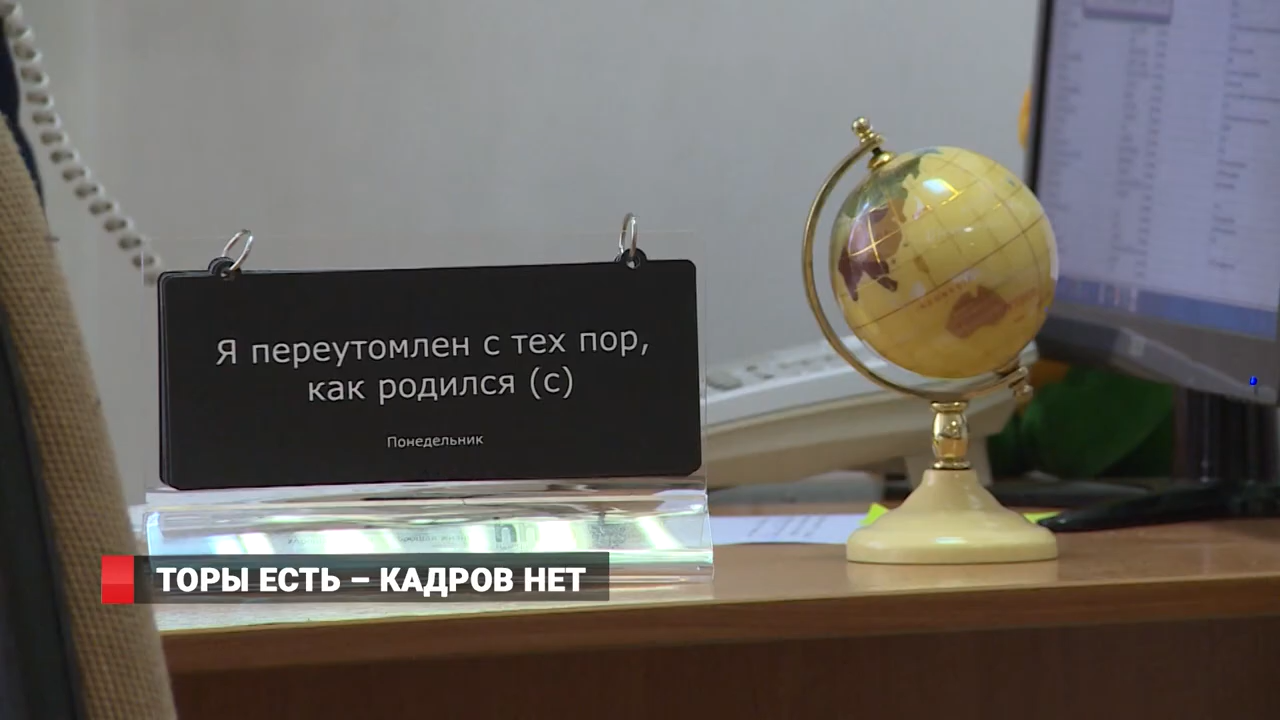 Я переутомлен с тех пор,
как родился (с)
Понедельник
ТОРЫ ЕСТЬ – КАДРОВ НЕТ